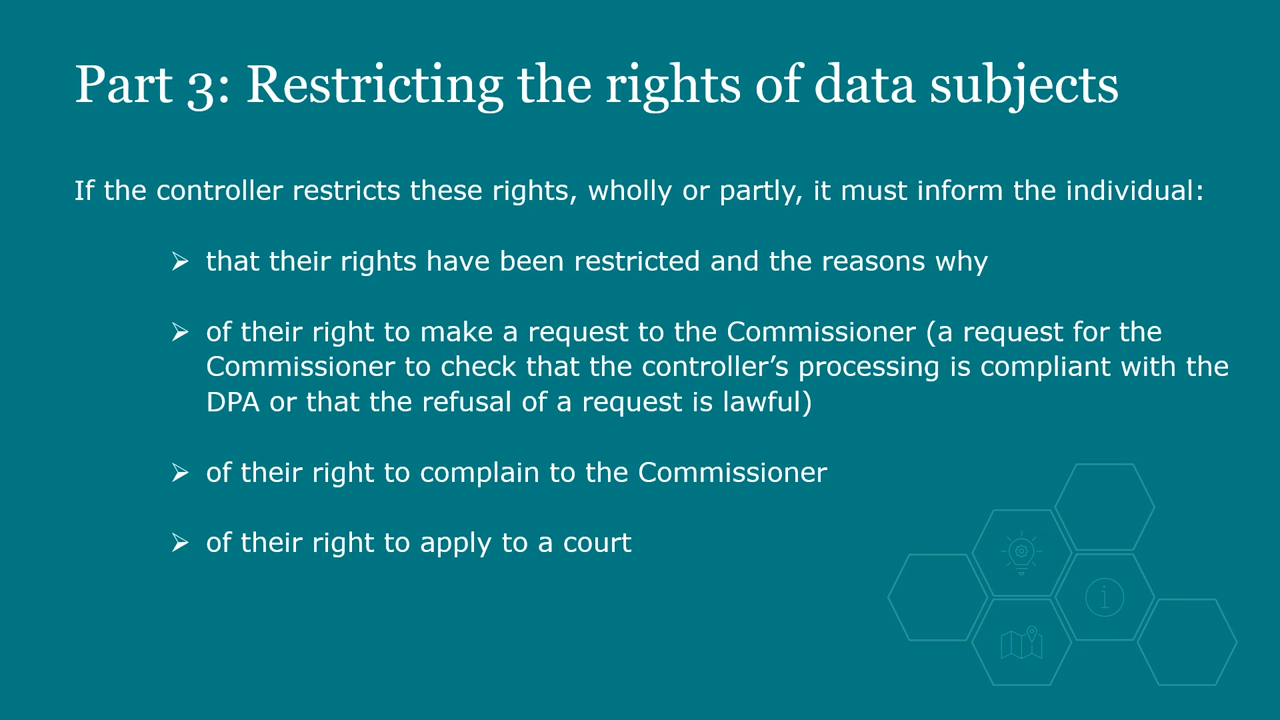 Part 3: Restricting the rights of data subjects
If the controller restricts these rights, wholly or partly, it must inform the individual:
➢ that their rights have been restricted and the reasons why
➢ of their right to make a request to the Commissioner (a request for the
Commissioner to check that the controller’s processing is compliant with the
DPA or that the refusal of a request is lawful)
➢ of their right to complain to the Commissioner
➢ of their right to apply to a court